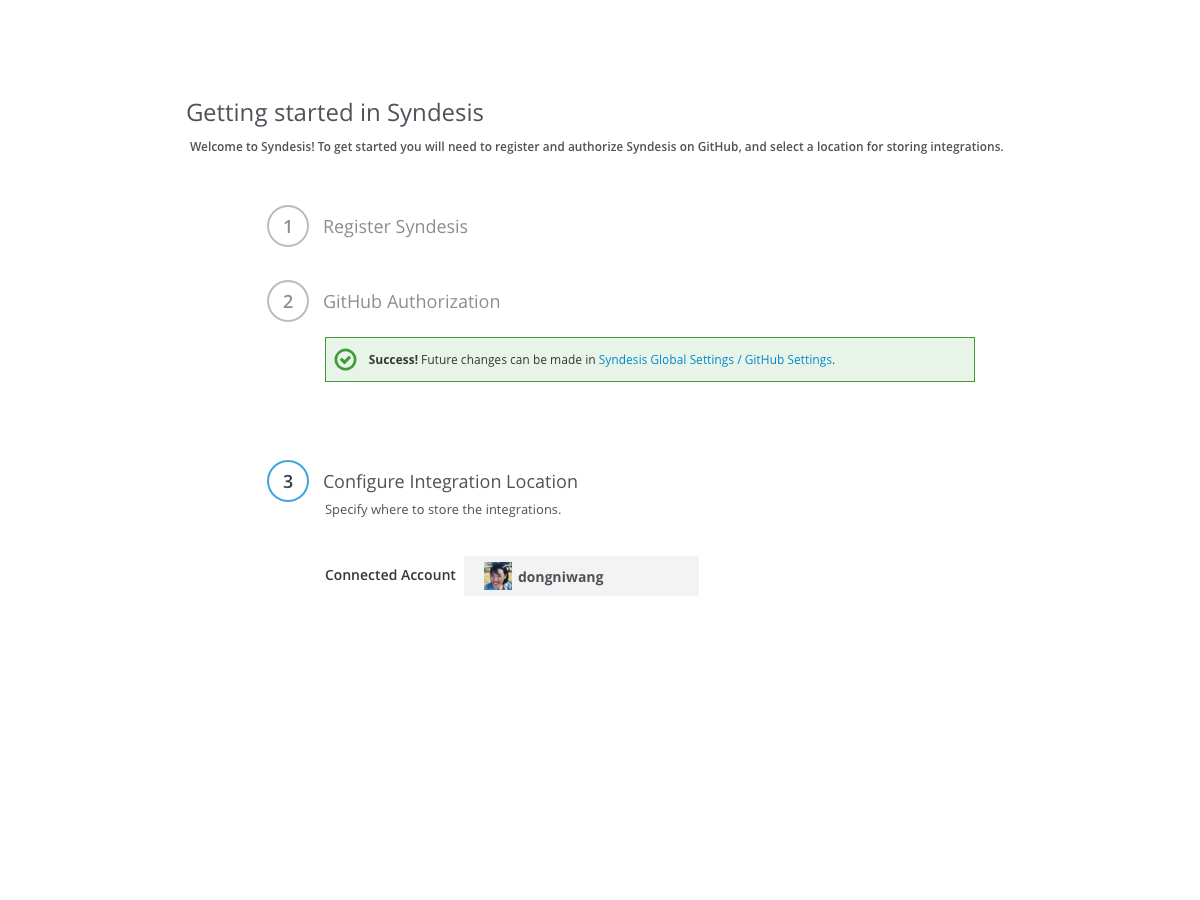 Getting started in Syndesis
Welcome to Syndesis! To get started you will need to register and authorize Syndesis on GitHub, and select a location for storing integrations.
1 Register Syndesis
2 GitHub Authorization
Success! Future changes can be made in Syndesis Global Settings / GitHub Settings.
3 Configure Integration Location
Specify where to store the integrations.
Connected Account dongniwang